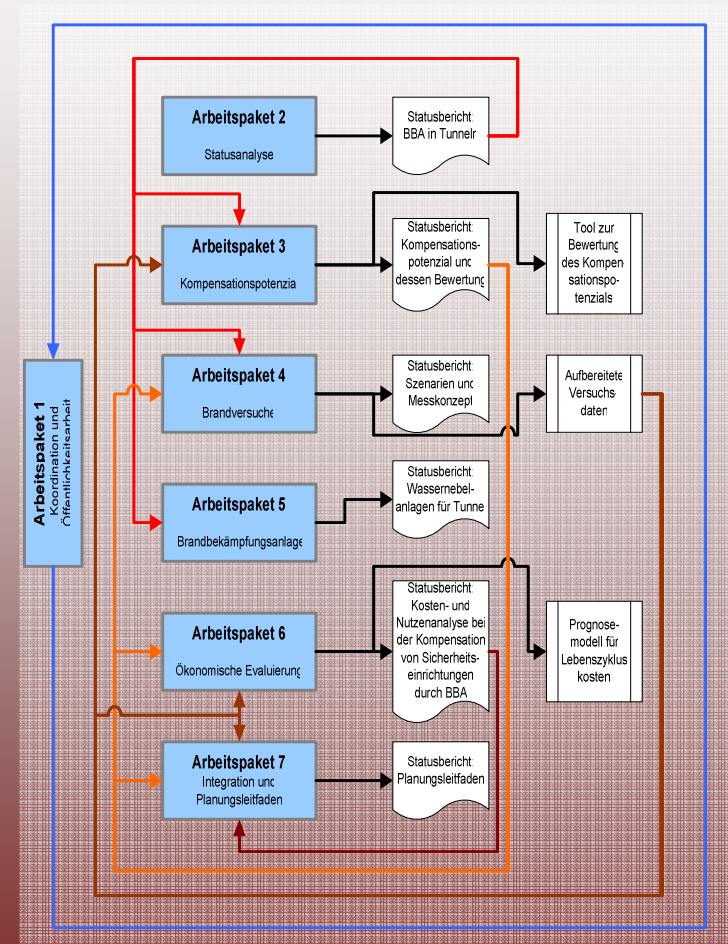 Arbeitspaket 1
Koordination und
Öffentlichkeitsarbeit
Arbeitspaket 2
Statusanalyse
Statusbericht
BBA in Tunneln
Arbeitspaket 3
Kompensationspotenzia
Statusbericht
Kompensations-
potenzial und
dessen Bewertung
Tool zur
Bewertung
des Kompen-
sationspo-
tenzials
Arbeitspaket 4
Brandversuche
Statusbericht
Szenarien und
Messkonzept
Aufbereitete
Versuchs-
daten
Arbeitspaket 5
Brandbekämpfungsanlage
Statusbericht
Wassernebel-
anlagen für Tunne
Arbeitspaket 6
Ökonomische Evaluierung
Statusbericht
Kosten- und
Nutzenanalyse bei
der Kompensation
von Sicherheits-
einrichtungen
durch BBA
Prognose-
modell für
Lebenszyklus
kosten
Arbeitspaket 7
Integration und
Planungsleitfaden
Statusbericht
Planungsleitfaden